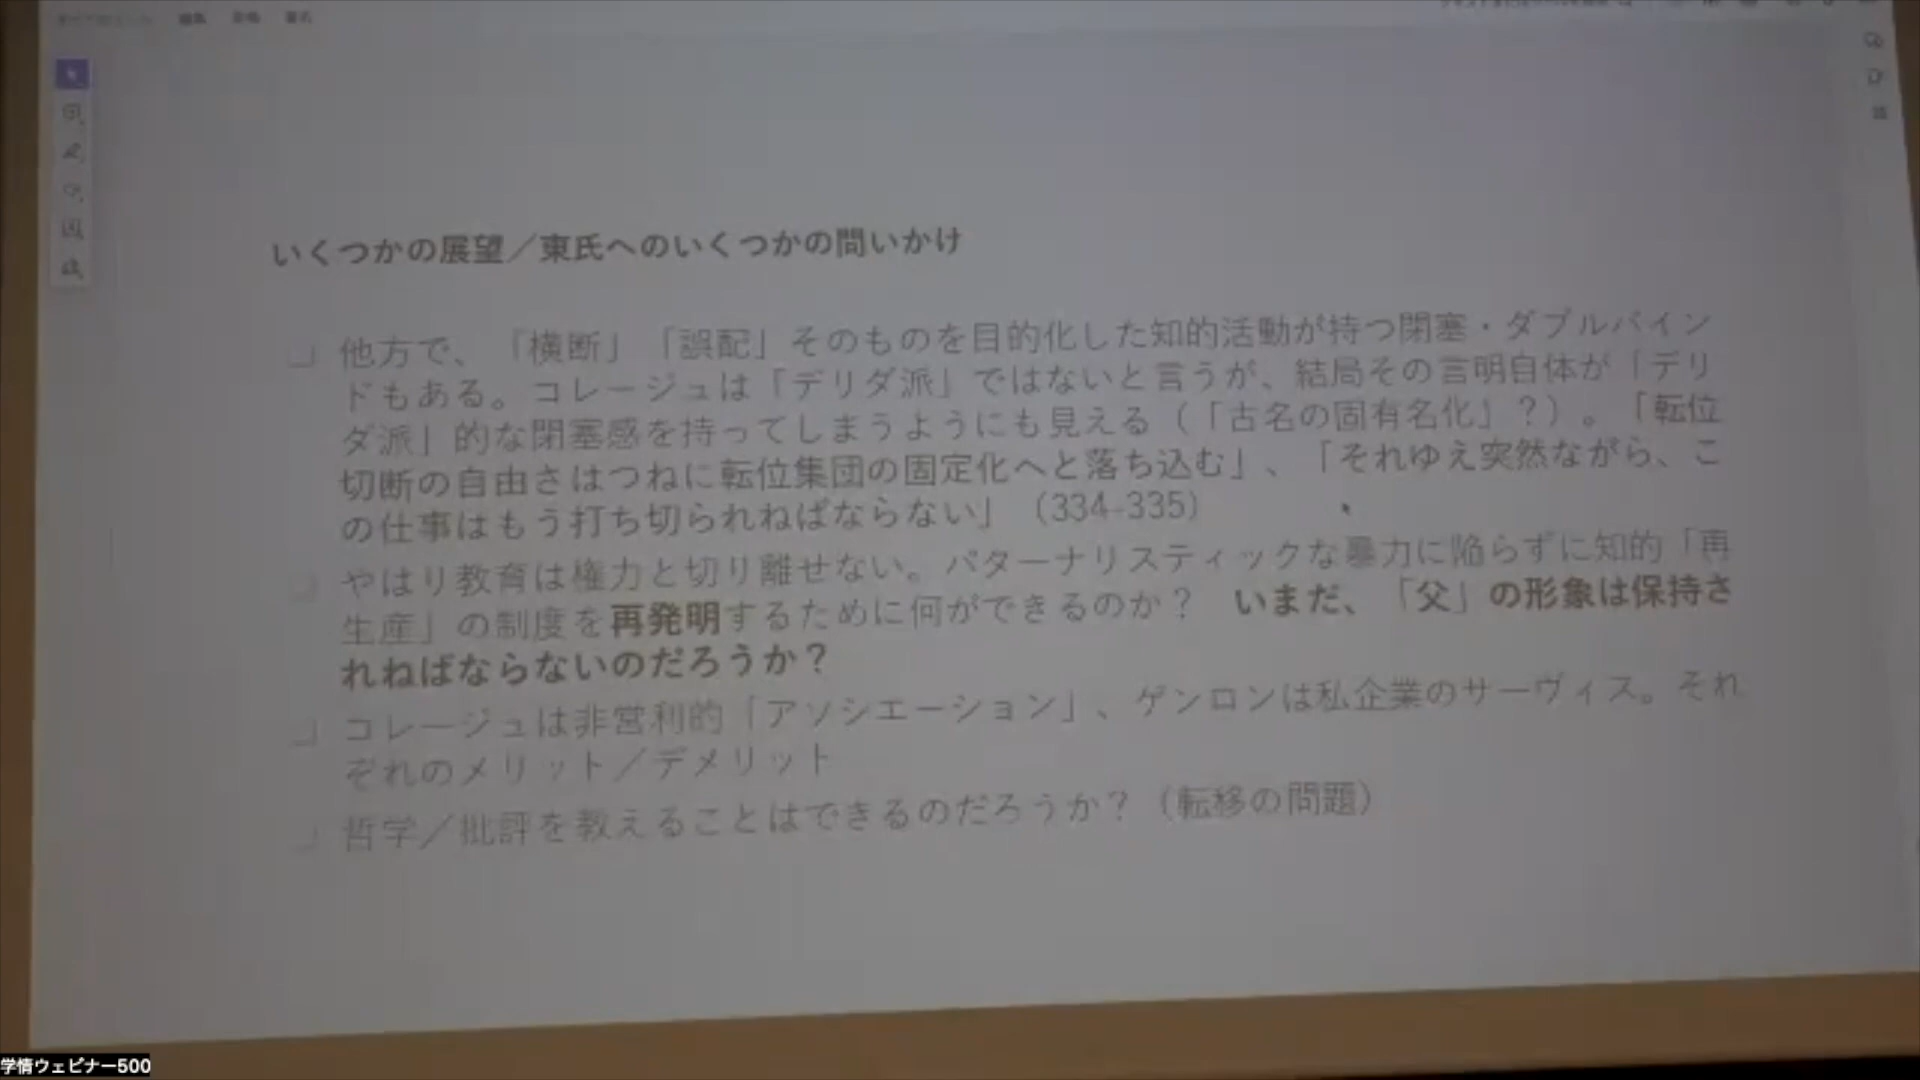 編集
署名
いくつかの展望／東氏へのいくつかの問いかけ
他方で、「横断」「誤配」そのものを目的化した知的活動が持つ閉塞・ダブルバイン
ドもある。コレージュは「デリダ派」ではないと言うが、結局その言明自体が「デリ
ダ派」的な閉塞感を持ってしまうようにも見える（「古名の固有名化」？）。「転位
切断の自由さはつねに転位集団の固定化へと落ち込む」、「それゆえ突然ながら、こ
の仕事はもう打ち切られねばならない」（334-335）
やはり教育は権力と切り離せない。パターナリスティックな暴力に陥らずに知的「再
生産」の制度を再発明するために何ができるのか？　いまだ、「父」の形象は保持さ
れねばならないのだろうか？
コレージュは非営利的「アソシエーション」、ゲンロンは私企業のサーヴィス。それ
ぞれのメリット／デメリット
哲学／批評を教えることはできるのだろうか？（転移の問題）
学情ウェビナー500